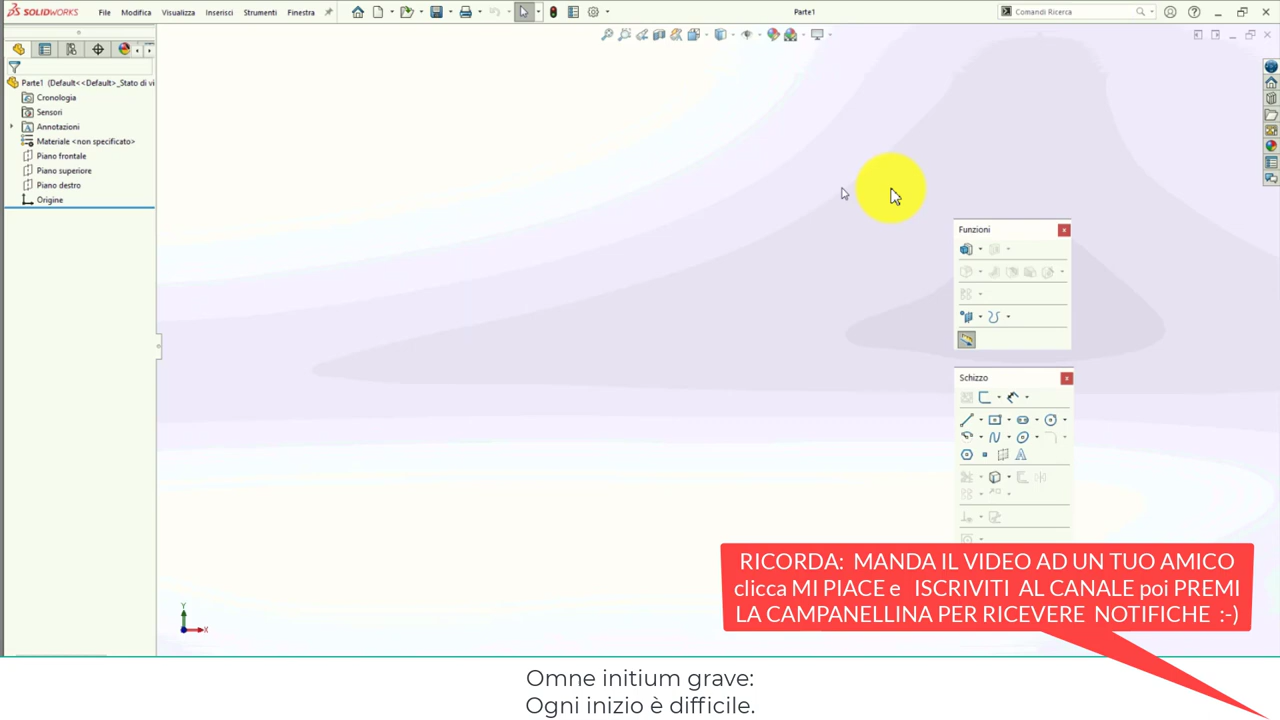 SOLIDWORKS File Modifica Visualizza Inserisci Strumenti Finestra Parte1 Comandi Ricerca
Parte1 (Default<<Default>_Stato di vi
Cronologia
Sensori
Annotazioni
Materiale <non specificato>
Piano frontale
Piano superiore
Piano destro
Origine
Funzioni
Schizzo
RICORDA: MANDA IL VIDEO AD UN TUO AMICO
clicca MI PIACE e ISCRIVITI AL CANALE poi PREMI
LA CAMPANELLINA PER RICEVERE NOTIFICHE :-)
Y
X
Omne initium grave:
Ogni inizio è difficile.